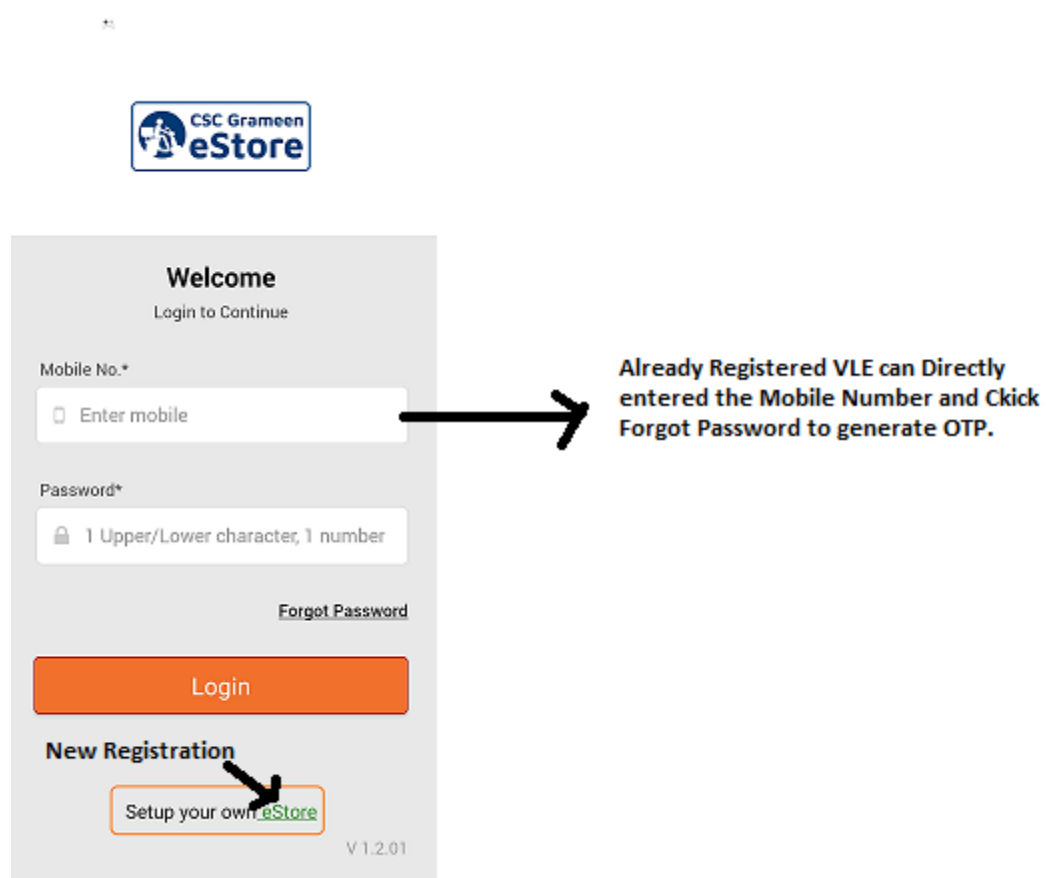 CSC Grameen
eStore
Welcome
Login to Continue
Mobile No.*
Enter mobile
Already Registered VLE can Directly
entered the Mobile Number and Ckick
Forgot Password to generate OTP.
Password*
1 Upper/Lower character, 1 number
Forgot Password
Login
New Registration
Setup your own eStore
V 1.2.01